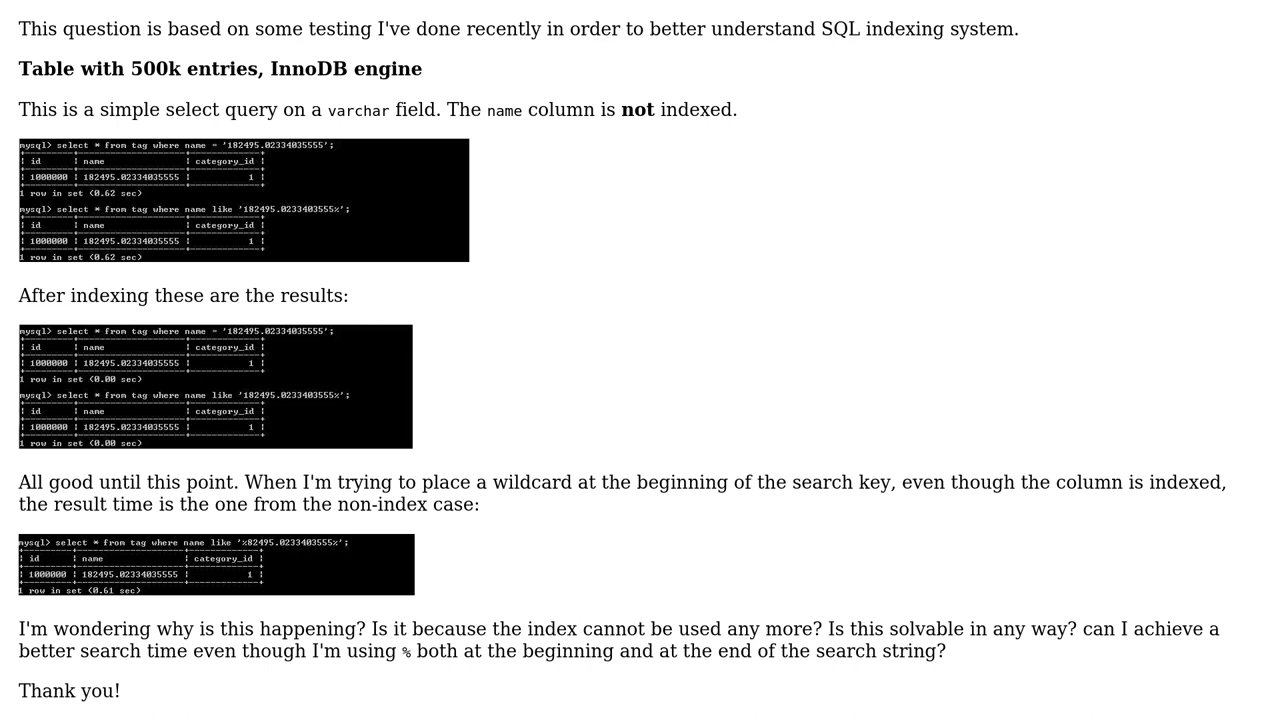 This question is based on some testing I've done recently in order to better understand SQL indexing system.
Table with 500k entries, InnoDB engine
This is a simple select query on a varchar field. The name column is not indexed.
mysql> select * from tag where name = '182495.02334035555';
| id | name | category_id |
| 1000000 | 182495.02334035555 | 1 |
1 row in set (0.62 sec)
mysql> select * from tag where name like '182495.0233403555%';
| id | name | category_id |
| 1000000 | 182495.02334035555 | 1 |
1 row in set (0.62 sec)
After indexing these are the results:
mysql> select * from tag where name = '182495.02334035555';
| id | name | category_id |
| 1000000 | 182495.02334035555 | 1 |
1 row in set (0.00 sec)
mysql> select * from tag where name like '182495.0233403555%';
| id | name | category_id |
| 1000000 | 182495.02334035555 | 1 |
1 row in set (0.00 sec)
All good until this point. When I'm trying to place a wildcard at the beginning of the search key, even though the column is indexed,
the result time is the one from the non-index case:
mysql> select * from tag where name like '%82495.0233403555%';
| id | name | category_id |
| 1000000 | 182495.02334035555 | 1 |
1 row in set (0.61 sec)
I'm wondering why is this happening? Is it because the index cannot be used any more? Is this solvable in any way? can I achieve a
better search time even though I'm using % both at the beginning and at the end of the search string?
Thank you!